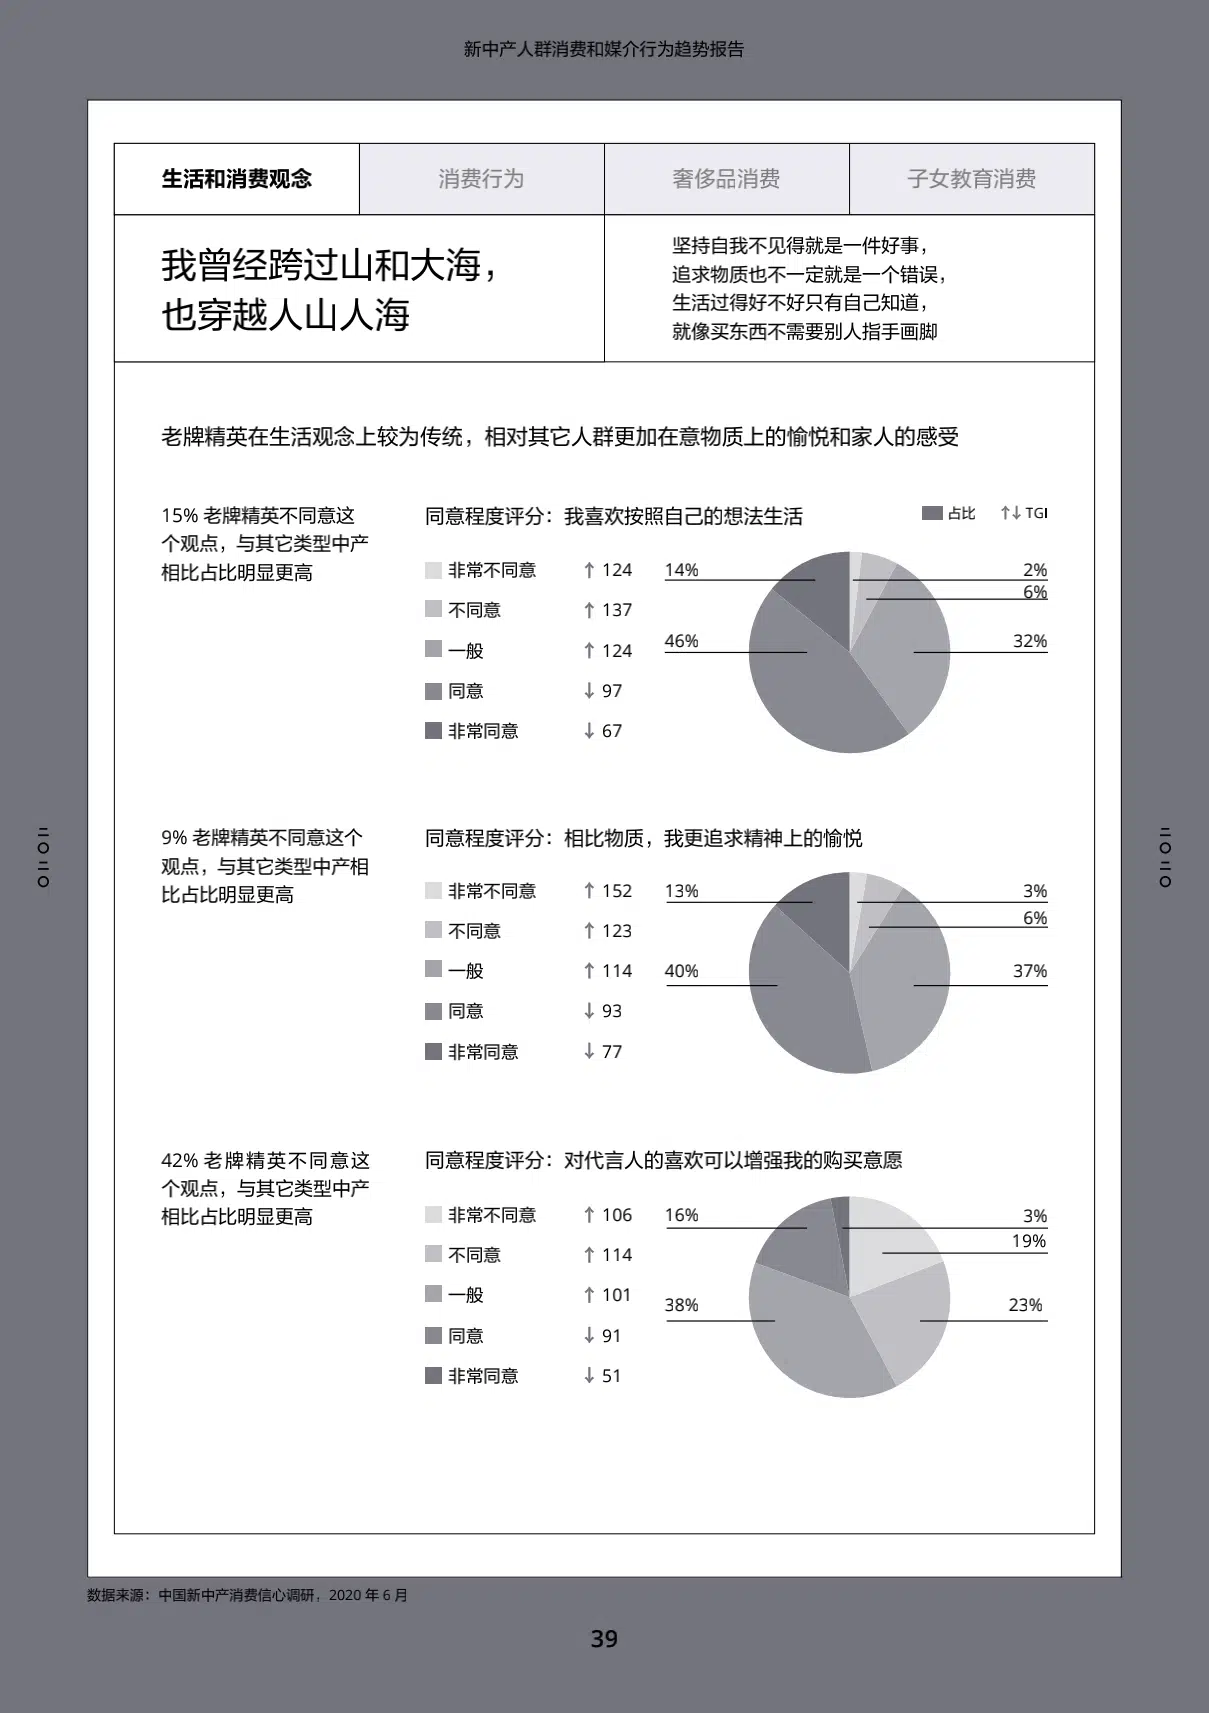 新中产人群消费和媒介行为趋势报告
生活和消费观念
消费行为
奢侈品消费
子女教育消费
我曾经跨过山和大海，
也穿越人山人海
坚持自我不见得就是一件好事，
追求物质也不一定就是一个错误，
生活过得好不好只有自己知道，
就像买东西不需要别人指手画脚
老牌精英在生活观念上较为传统，相对其它人群更加在意物质上的愉悦和家人的感受
15% 老牌精英不同意这
个观点，与其它类型中产
相比占比明显更高
同意程度评分：我喜欢按照自己的想法生活
占比 ↑↓ TGI
非常不同意 ↑ 124
不同意 ↑ 137
一般 ↑ 124
同意 ↓ 97
非常同意 ↓ 67
14%
46%
2%
6%
32%
9% 老牌精英不同意这个
观点，与其它类型中产相
比占比明显更高
同意程度评分：相比物质，我更追求精神上的愉悦
非常不同意 ↑ 152
不同意 ↑ 123
一般 ↑ 114
同意 ↓ 93
非常同意 ↓ 77
13%
40%
3%
6%
37%
42% 老牌精英不同意这
个观点，与其它类型中产
相比占比明显更高
同意程度评分：对代言人的喜欢可以增强我的购买意愿
非常不同意 ↑ 106
不同意 ↑ 114
一般 ↑ 101
同意 ↓ 91
非常同意 ↓ 51
16%
38%
3%
19%
23%
二〇二〇
二〇二〇
数据来源：中国新中产消费信心调研，2020 年 6 月
39